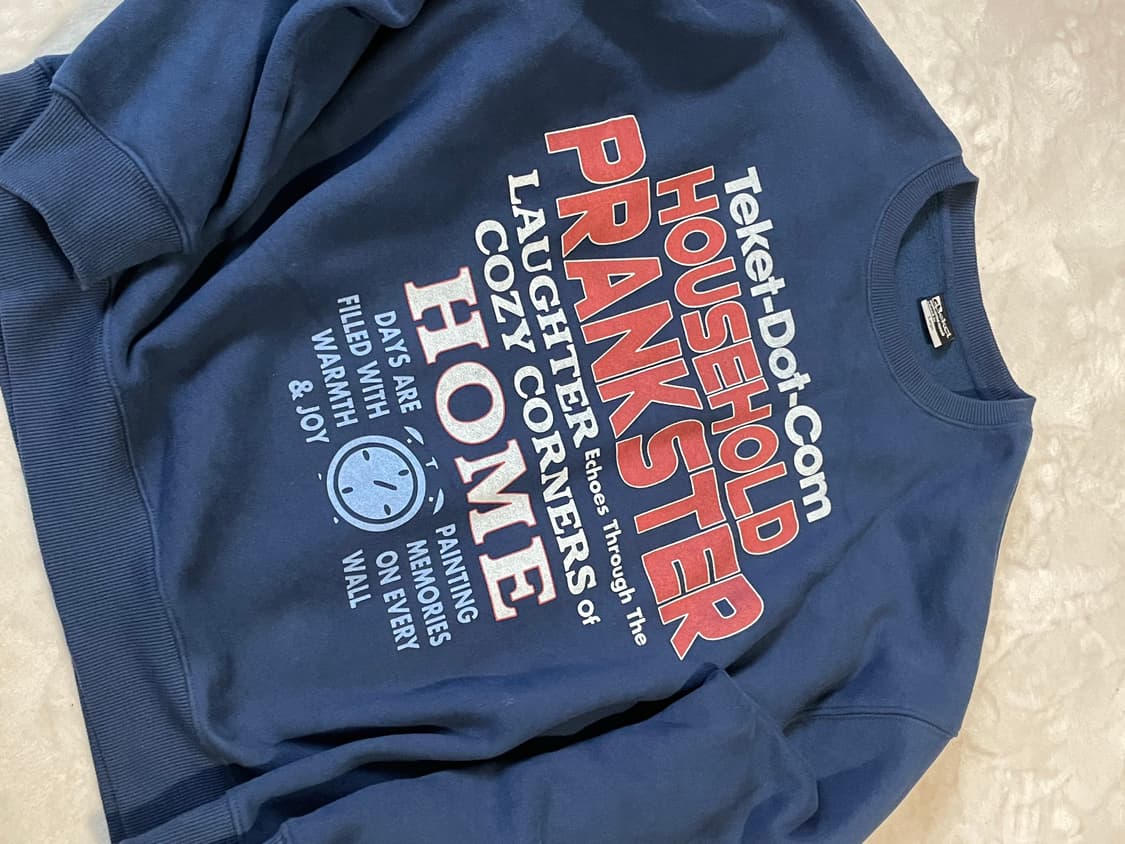 Teket-Dot-Com
HOUSEHOLD
PRANKSTER
LAUGHTER Echoes Through The
COZY CORNERS of
HOME
DAYS ARE
FILLED WITH
WARMTH
& JOY
PAINTING
MEMORIES
ON EVERY
WALL